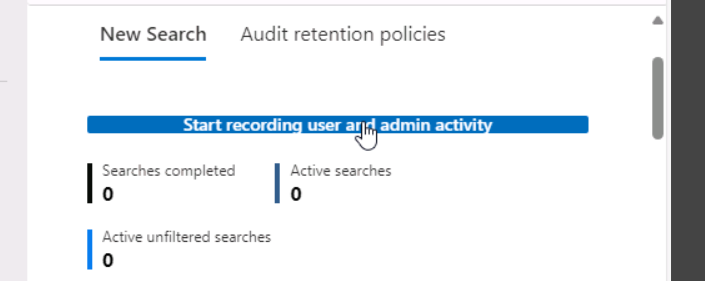 New Search Audit retention policies
Start recording user and admin activity
Searches completed Active searches
0 0
Active unfiltered searches
0